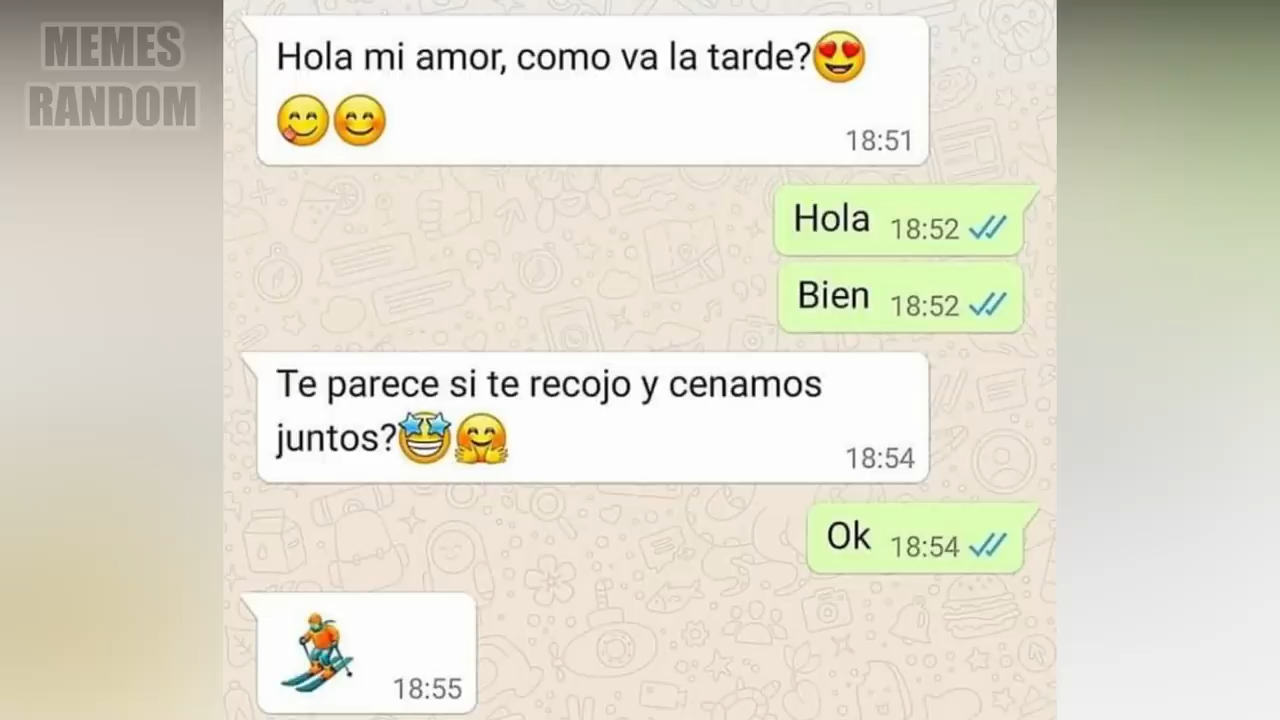 MEMES
RANDOM
Hola mi amor, como va la tarde?😍
😋😊
18:51
Hola 18:52
Bien 18:52
Te parece si te recojo y cenamos
juntos?🤩🤗
18:54
Ok 18:54
⛷
18:55